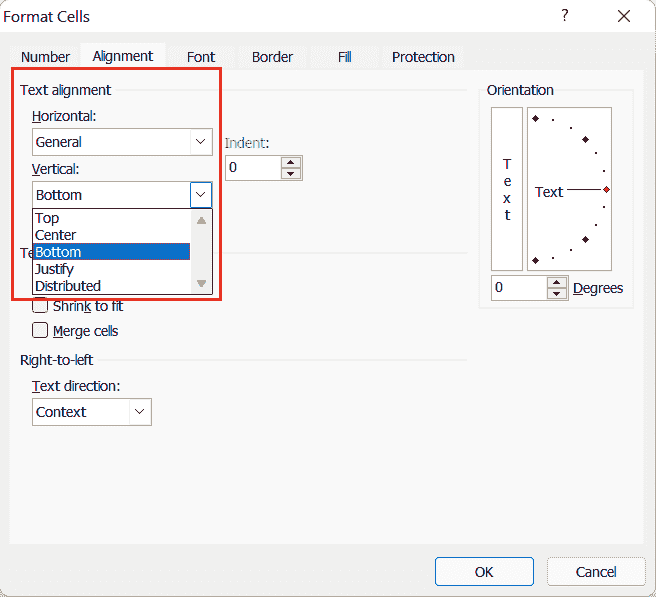 Format Cells
?
Number Alignment Font Border Fill Protection
Text alignment
Horizontal:
General
Indent:
0
Vertical:
Bottom
Top
Center
Bottom
Justify
Distributed
Shrink to fit
Merge cells
Right-to-left
Text direction:
Context
Orientation
T
e
x
t
Text
0 Degrees
OK Cancel